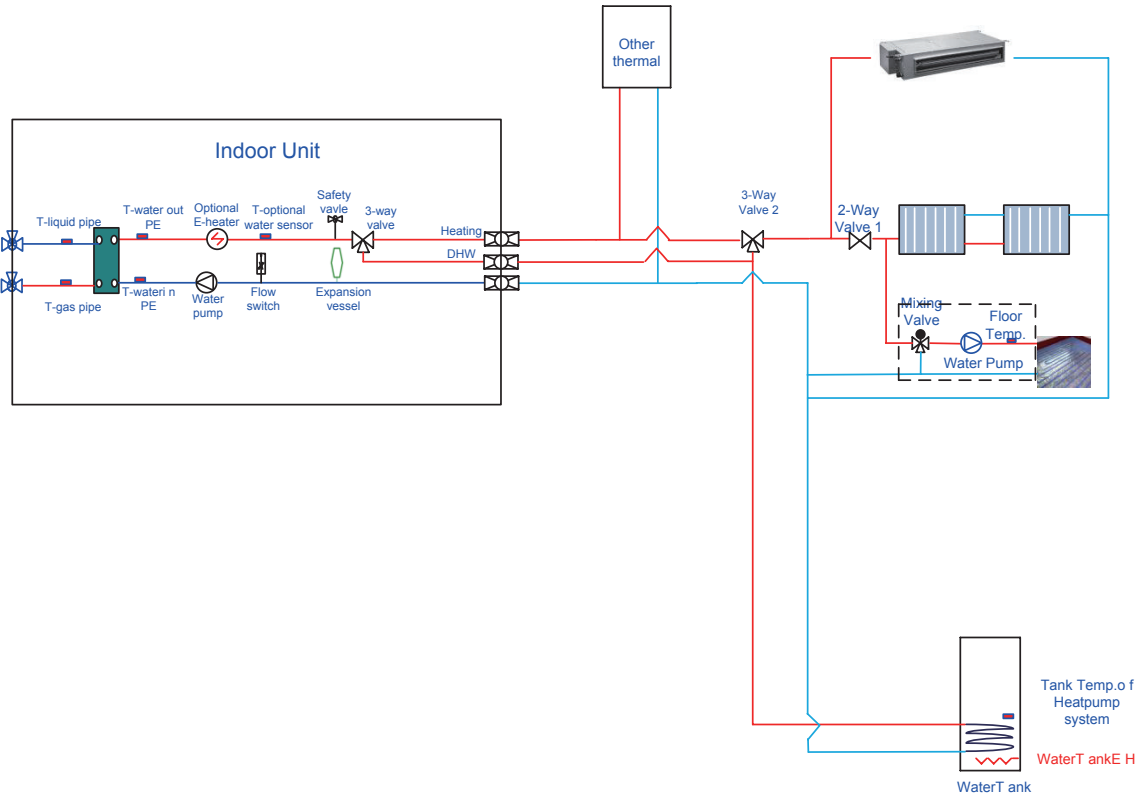 Other
thermal
Indoor Unit
Safety
vavle
3-way
valve
T-liquid pipe
T-water out
PE
Optional
E-heater
T-optional
water sensor
Heating
DHW
T-gas pipe
T-wateri n
PE
Water
pump
Flow
switch
Expansion
vessel
3-Way
Valve 2
2-Way
Valve 1
Mixing
Valve
Floor
Temp.
Water Pump
Tank Temp.o f
Heatpump
system
WaterT ankE H
WaterT ank